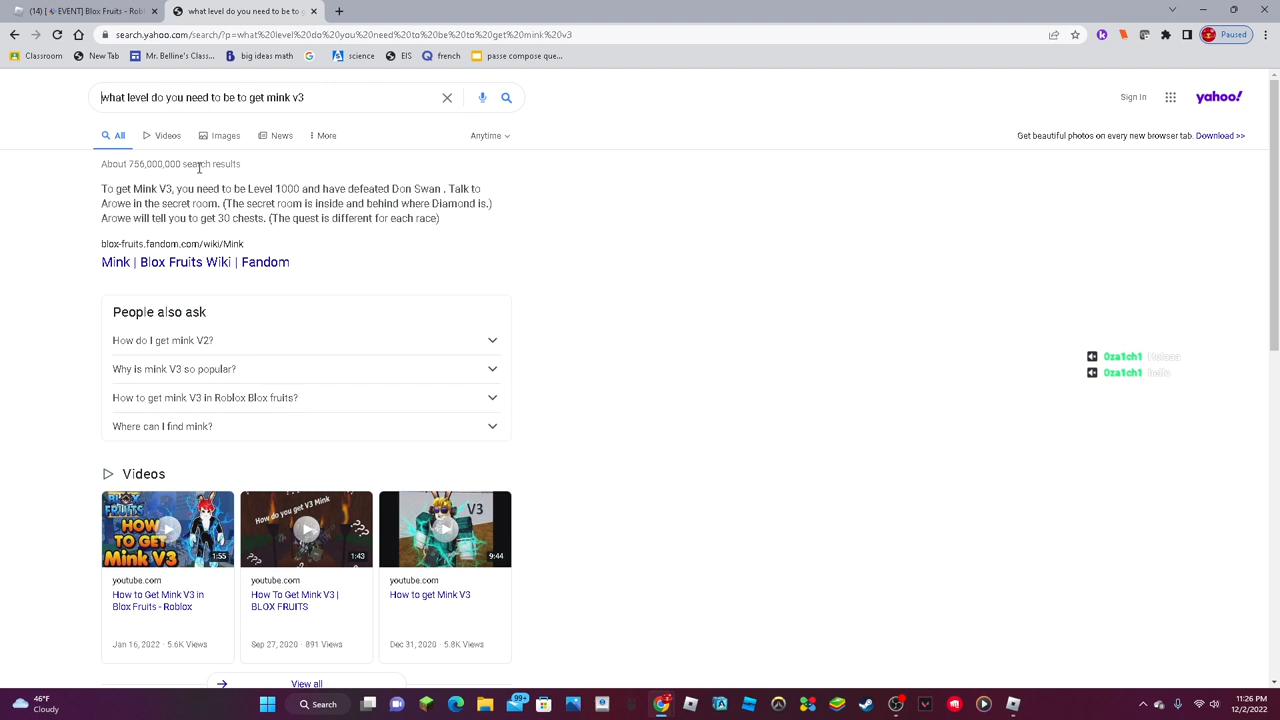 (14) [ EVENT] Blox Fruits - Robl
what level do you need to be to g
search.yahoo.com/search/?p=what%20level%20do%20you%20need%20to%20be%20to%20get%20mink%20v3
Paused
Classroom
New Tab
Mr. Belline's Clas...
big ideas math
science
EIS
french
passe compose que...
what level do you need to be to get mink v3
Sign In
yahoo!
All
Videos
Images
News
More
Anytime
Get beautiful photos on every new browser tab. Download >>
About 756,000,000 search results
To get Mink V3, you need to be Level 1000 and have defeated Don Swan . Talk to
Arowe in the secret room. (The secret room is inside and behind where Diamond is.)
Arowe will tell you to get 30 chests. (The quest is different for each race)
blox-fruits.fandom.com/wiki/Mink
Mink | Blox Fruits Wiki | Fandom
People also ask
How do I get mink V2?
Why is mink V3 so popular?
How to get mink V3 in Roblox Blox fruits?
Where can I find mink?
0za1ch1 Holaaa
0za1ch1 hello
Videos
BLOX
FRUITS
HOW
TO GET
Mink V3
1:55
How do you get V3 Mink
???
???
1:43
V3
9:44
youtube.com
How to Get Mink V3 in
Blox Fruits - Roblox
Jan 16, 2022 · 5.6K Views
youtube.com
How To Get Mink V3 |
BLOX FRUITS
Sep 27, 2020 · 891 Views
youtube.com
How to get Mink V3
Dec 31, 2020 · 5.8K Views
View all
46°F
Cloudy
Search
99+
11:26 PM
12/2/2022